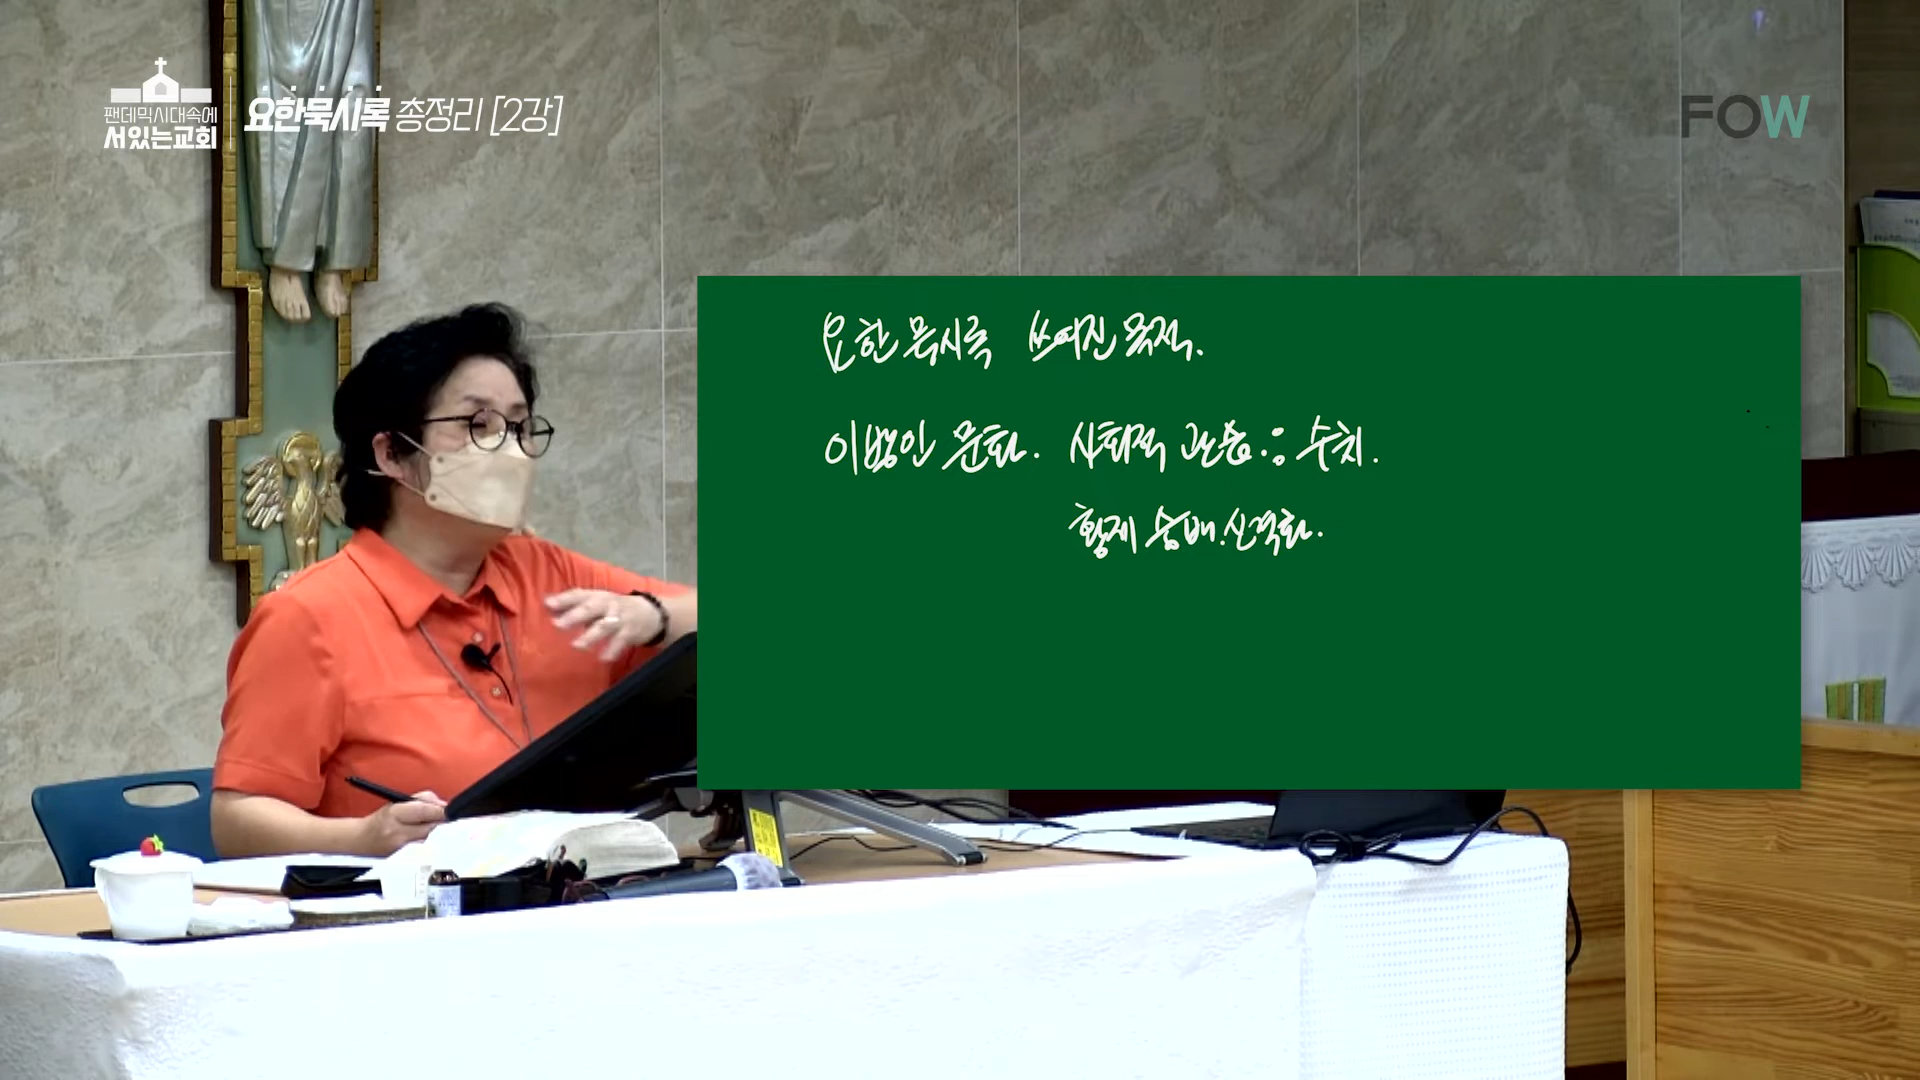 팬데믹시대속에
서있는교회
요한묵시록 총정리 [2강]
FOW
요한묵시록 쓰여진 목적.
이방인 문화. 사회적 관습.: 수치.
황제 숭배.신격화.